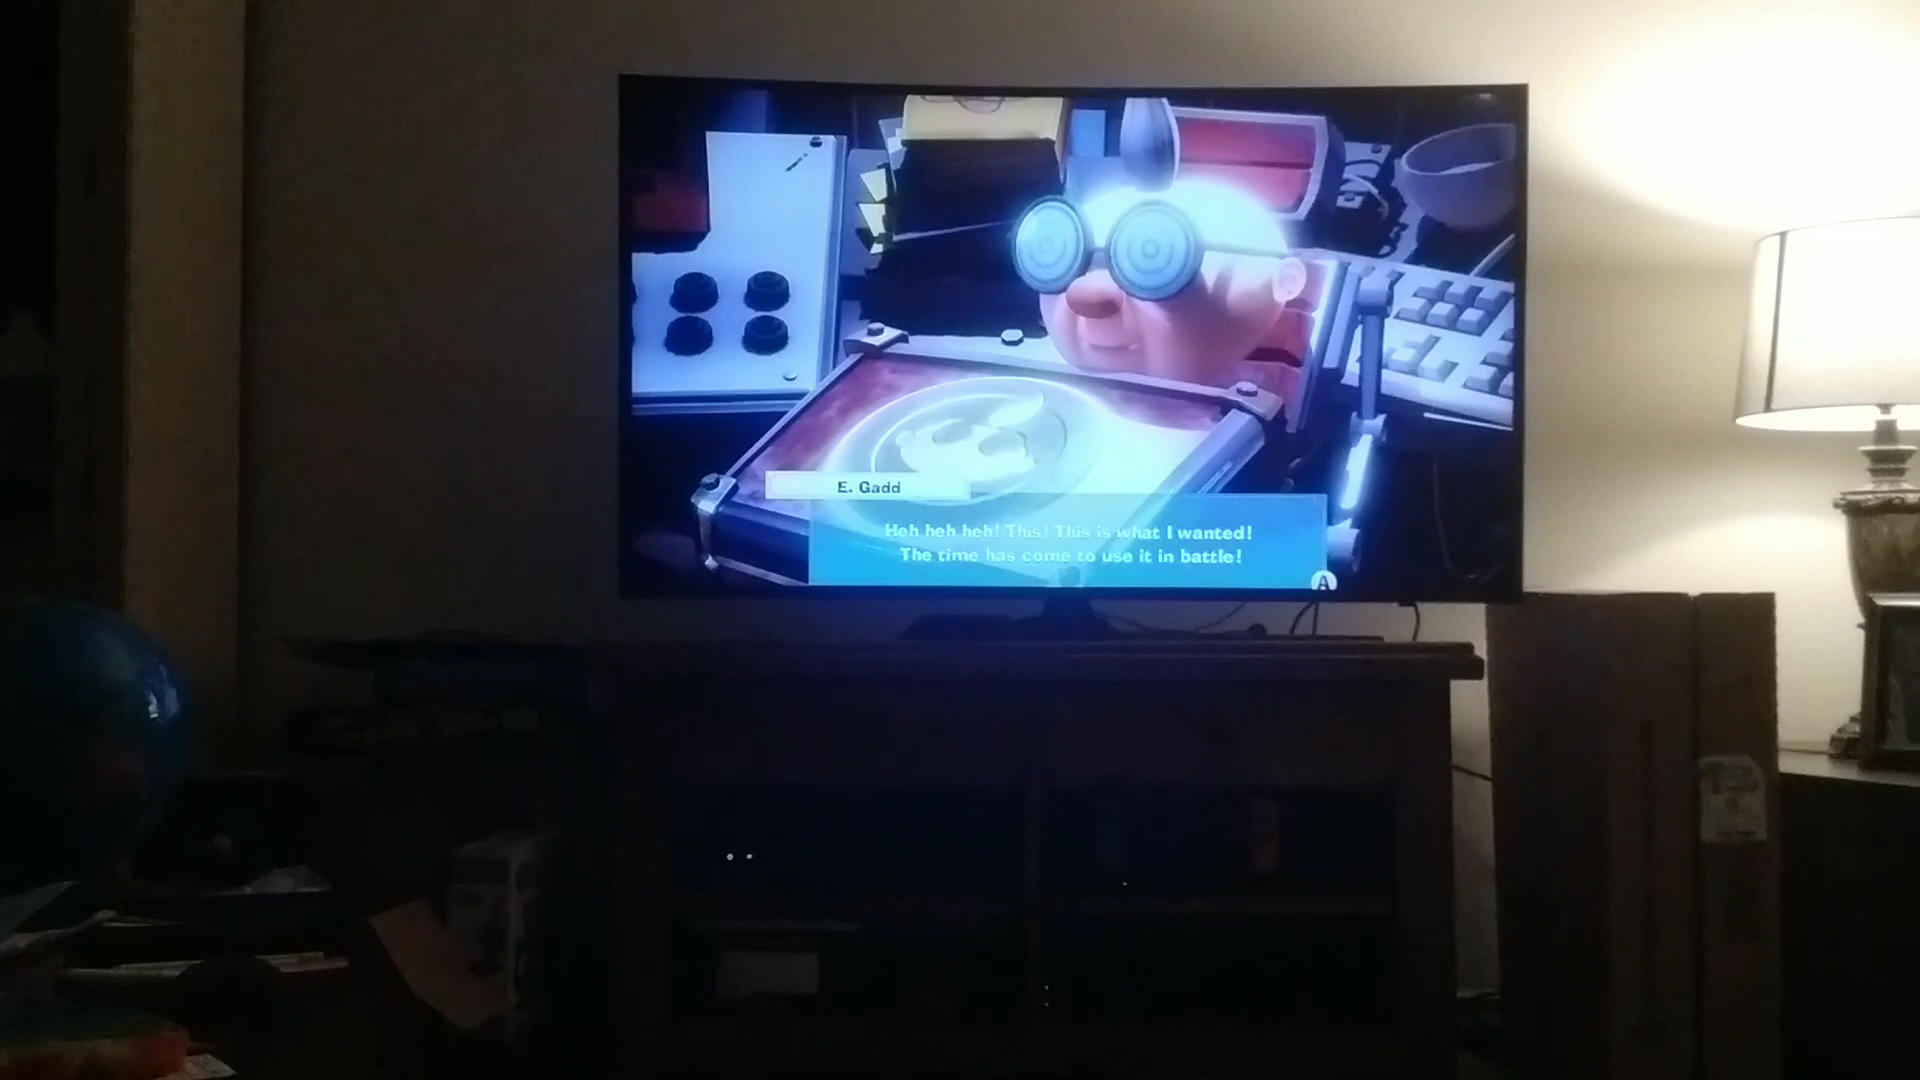 E. Gadd
Heh heh heh! This! This is what I wanted!
The time has come to use it in battle!
A